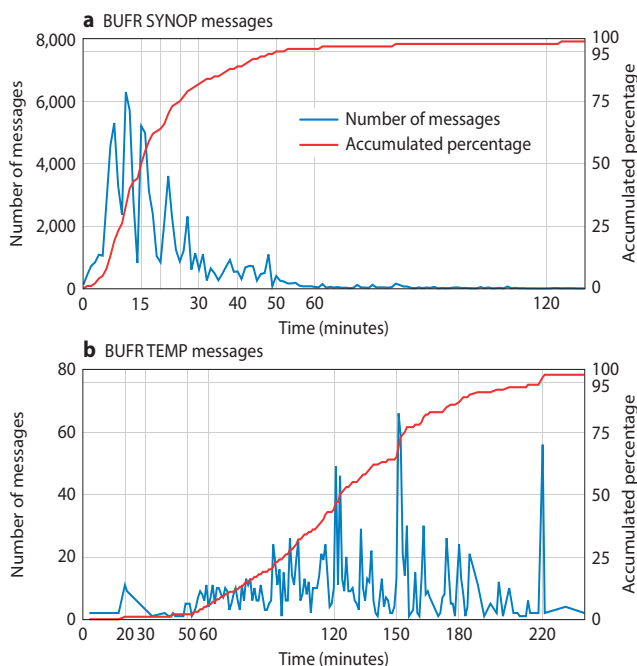 a BUFR SYNOP messages
8,000
6,000
4,000
2,000
0
Number of messages
100
95
75
50
25
0
Accumulated percentage
Number of messages
Accumulated percentage
0 15 30 40 50 60 120
Time (minutes)
b BUFR TEMP messages
80
60
40
20
0
Number of messages
100
95
75
50
25
0
Accumulated percentage
0 20 30 50 60 120 150 180 220
Time (minutes)